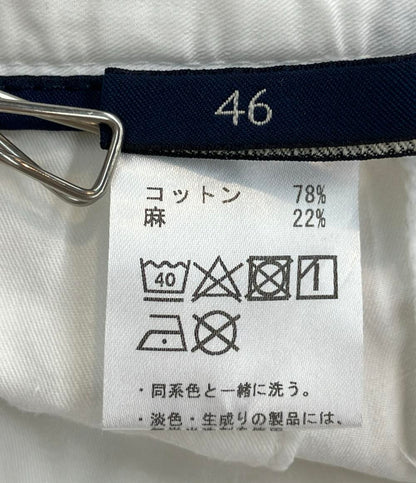 46
コットン 78%
麻 22%
40
・同系色と一緒に洗う。
・淡色・生成りの製品には、